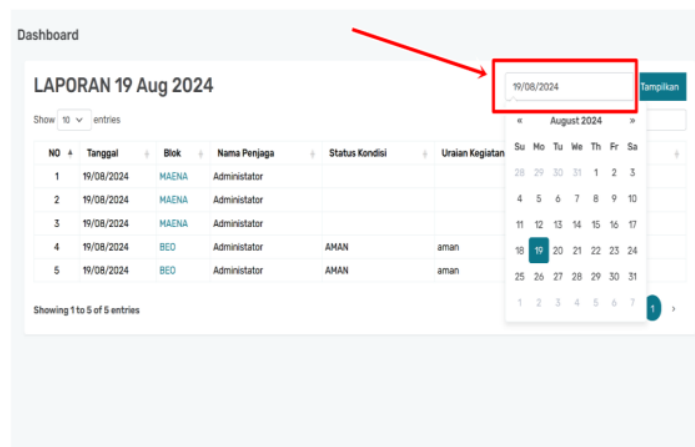 Dashboard
LAPORAN 19 Aug 2024
19/08/2024
Tampilkan
Show 10 entries
« August 2024 »
Su Mo Tu We Th Fr Sa
28 29 30 31 1 2 3
4 5 6 7 8 9 10
11 12 13 14 15 16 17
18 19 20 21 22 23 24
25 26 27 28 29 30 31
1 2 3 4 5 6 7
NO Tanggal Blok Nama Penjaga Status Kondisi Uraian Kegiatan
1 19/08/2024 MAENA Administator
2 19/08/2024 MAENA Administator
3 19/08/2024 MAENA Administator
4 19/08/2024 BEO Administator AMAN aman
5 19/08/2024 BEO Administator AMAN aman
Showing 1 to 5 of 5 entries
1 ›